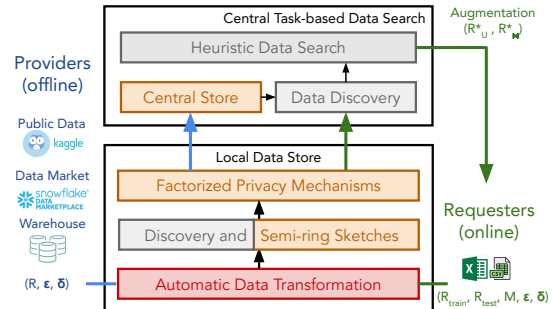 Central Task-based Data Search
Heuristic Data Search
Central Store
Data Discovery
Augmentation
(R*U , R*⋈)
Providers
(offline)
Public Data
kaggle
Data Market
snowflake®
DATA
MARKETPLACE
Warehouse
(R, ε, δ)
Local Data Store
Factorized Privacy Mechanisms
Discovery and Semi-ring Sketches
Automatic Data Transformation
Requesters
(online)
X
CSV
(Rtrain, Rtest, M, ε, δ)